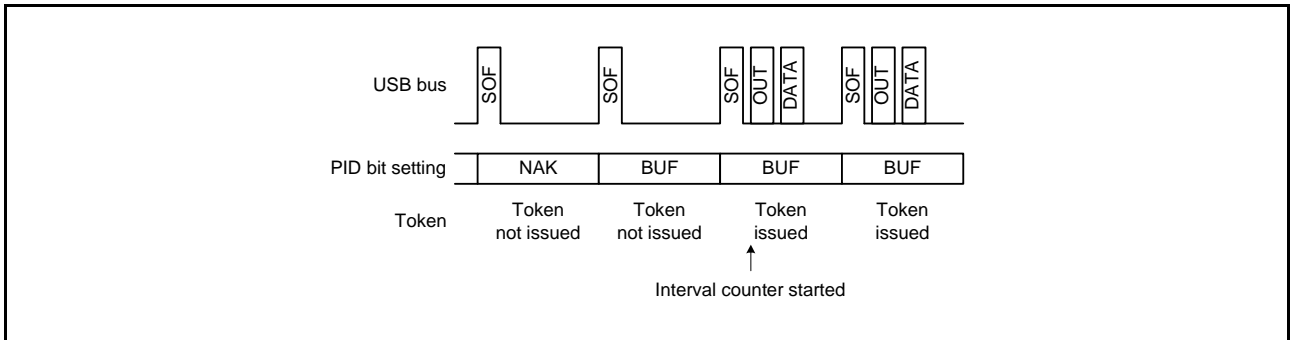 USB bus
SOF
SOF
SOF
OUT
DATA
SOF
OUT
DATA
PID bit setting
NAK
BUF
BUF
BUF
Token
Token
not issued
Token
not issued
Token
issued
Token
issued
Interval counter started